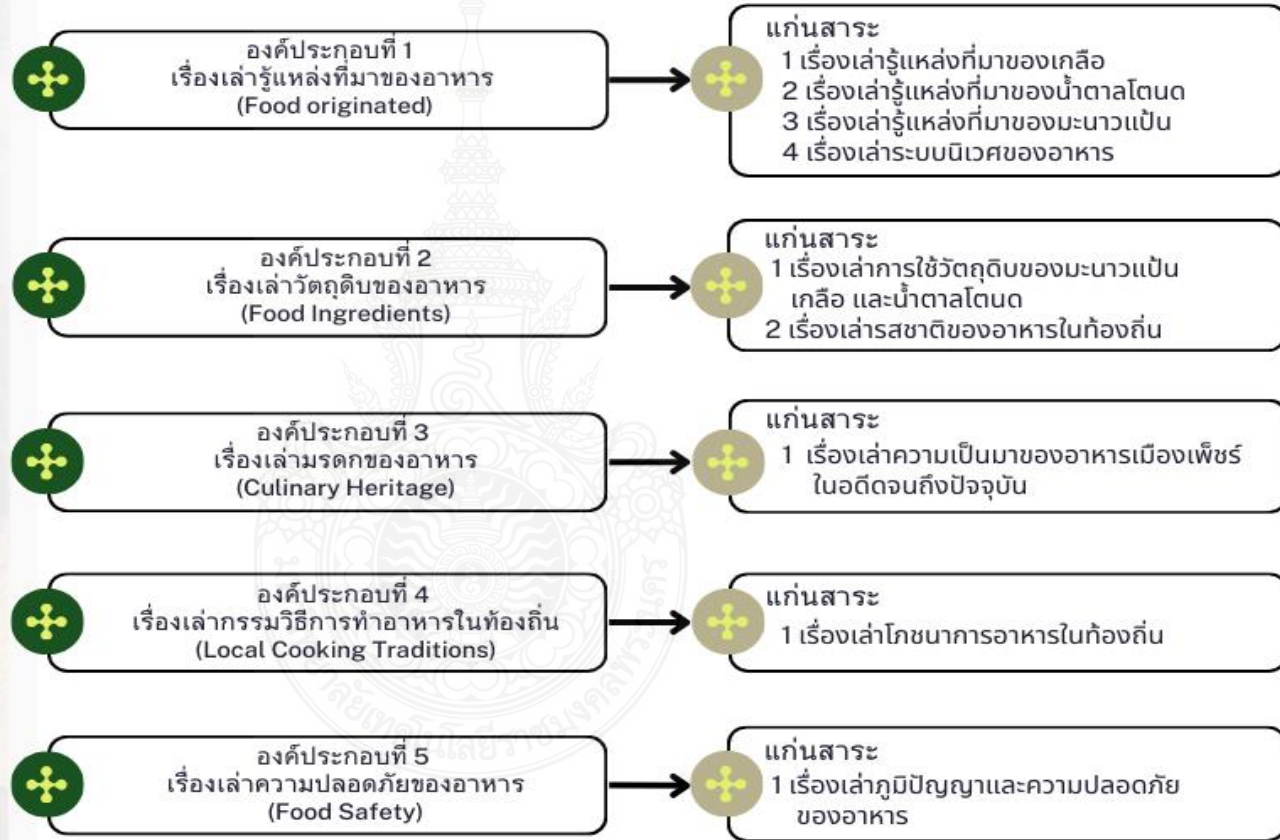 องค์ประกอบที่ 1
เรื่องเล่ารู้แหล่งที่มาของอาหาร
(Food originated)
แก่นสาระ
1 เรื่องเล่ารู้แหล่งที่มาของเกลือ
2 เรื่องเล่ารู้แหล่งที่มาของน้ำตาลโตนด
3 เรื่องเล่ารู้แหล่งที่มาของมะนาวแป้น
4 เรื่องเล่าระบบนิเวศของอาหาร
องค์ประกอบที่ 2
เรื่องเล่าวัตถุดิบของอาหาร
(Food Ingredients)
แก่นสาระ
1 เรื่องเล่าการใช้วัตถุดิบของมะนาวแป้น
เกลือ และน้ำตาลโตนด
2 เรื่องเล่ารสชาติของอาหารในท้องถิ่น
องค์ประกอบที่ 3
เรื่องเล่ามรดกของอาหาร
(Culinary Heritage)
แก่นสาระ
1 เรื่องเล่าความเป็นมาของอาหารเมืองเพ็ชร์
ในอดีตจนถึงปัจจุบัน
องค์ประกอบที่ 4
เรื่องเล่ากรรมวิธีการทำอาหารในท้องถิ่น
(Local Cooking Traditions)
แก่นสาระ
1 เรื่องเล่าโภชนาการอาหารในท้องถิ่น
องค์ประกอบที่ 5
เรื่องเล่าความปลอดภัยของอาหาร
(Food Safety)
แก่นสาระ
1 เรื่องเล่าภูมิปัญญาและความปลอดภัย
ของอาหาร